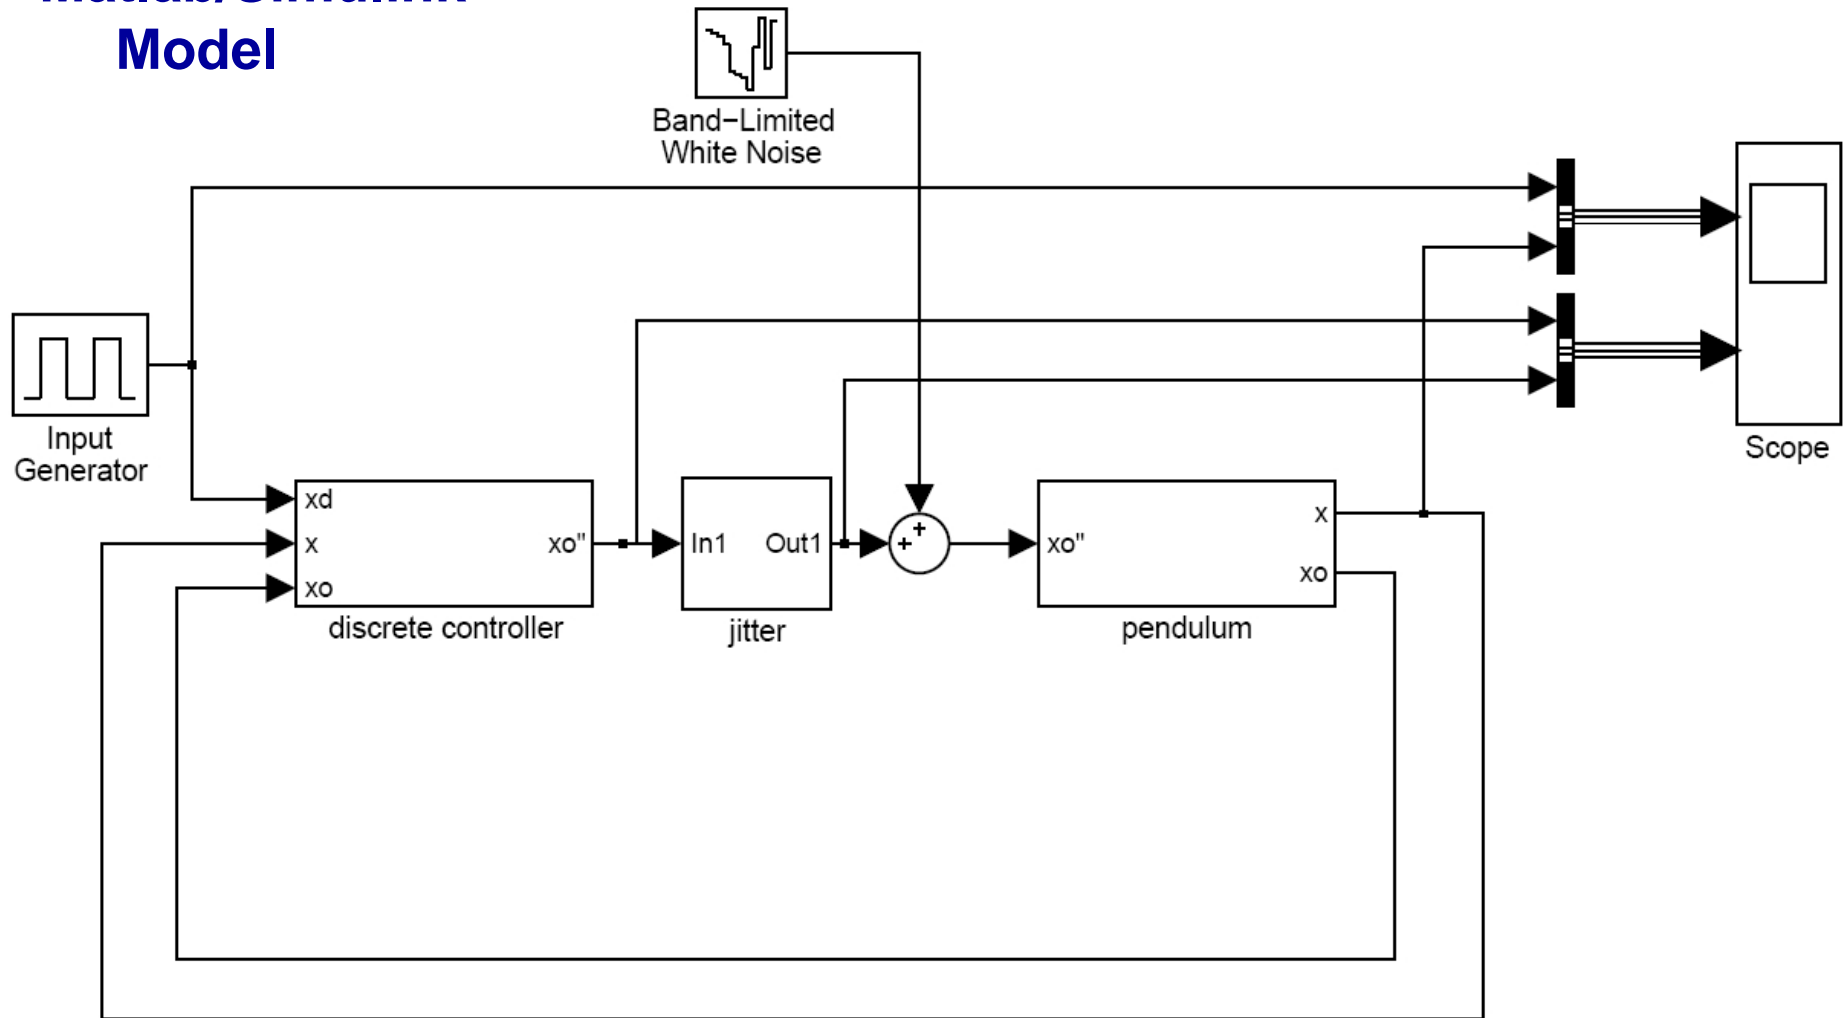 Model
Band−Limited
White Noise
Input
Generator
Scope
xd
x
xo
xo"
discrete controller
In1
Out1
jitter
+
+
xo"
x
xo
pendulum